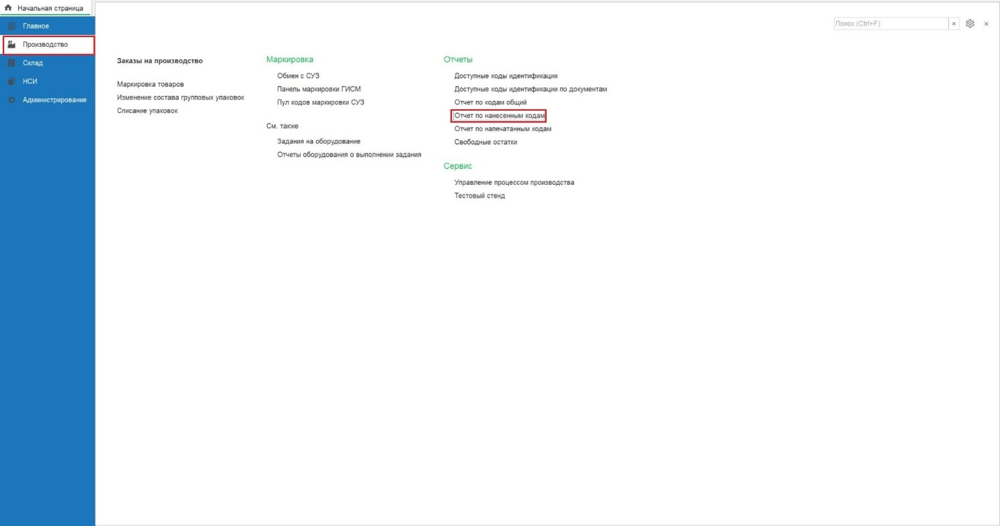 Начальная страница
Главное
Производство
Склад
НСИ
Администрирование
Поиск (Ctrl+F)
Заказы на производство
Маркировка товаров
Изменение состава групповых упаковок
Списание упаковок
Маркировка
Обмен с СУЗ
Панель маркировки ГИСМ
Пул кодов маркировки СУЗ
См. также
Задания на оборудование
Отчеты оборудования о выполнении задания
Отчеты
Доступные коды идентификации
Доступные коды идентификации по документам
Отчет по кодам общий
Отчет по нанесенным кодам
Отчет по напечатанным кодам
Свободные остатки
Сервис
Управление процессом производства
Тестовый стенд